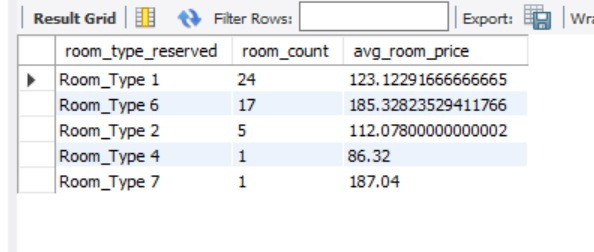 Result Grid Filter Rows: Export: Wra
room_type_reserved room_count avg_room_price
Room_Type 1 24 123.12291666666665
Room_Type 6 17 185.32823529411766
Room_Type 2 5 112.07800000000002
Room_Type 4 1 86.32
Room_Type 7 1 187.04